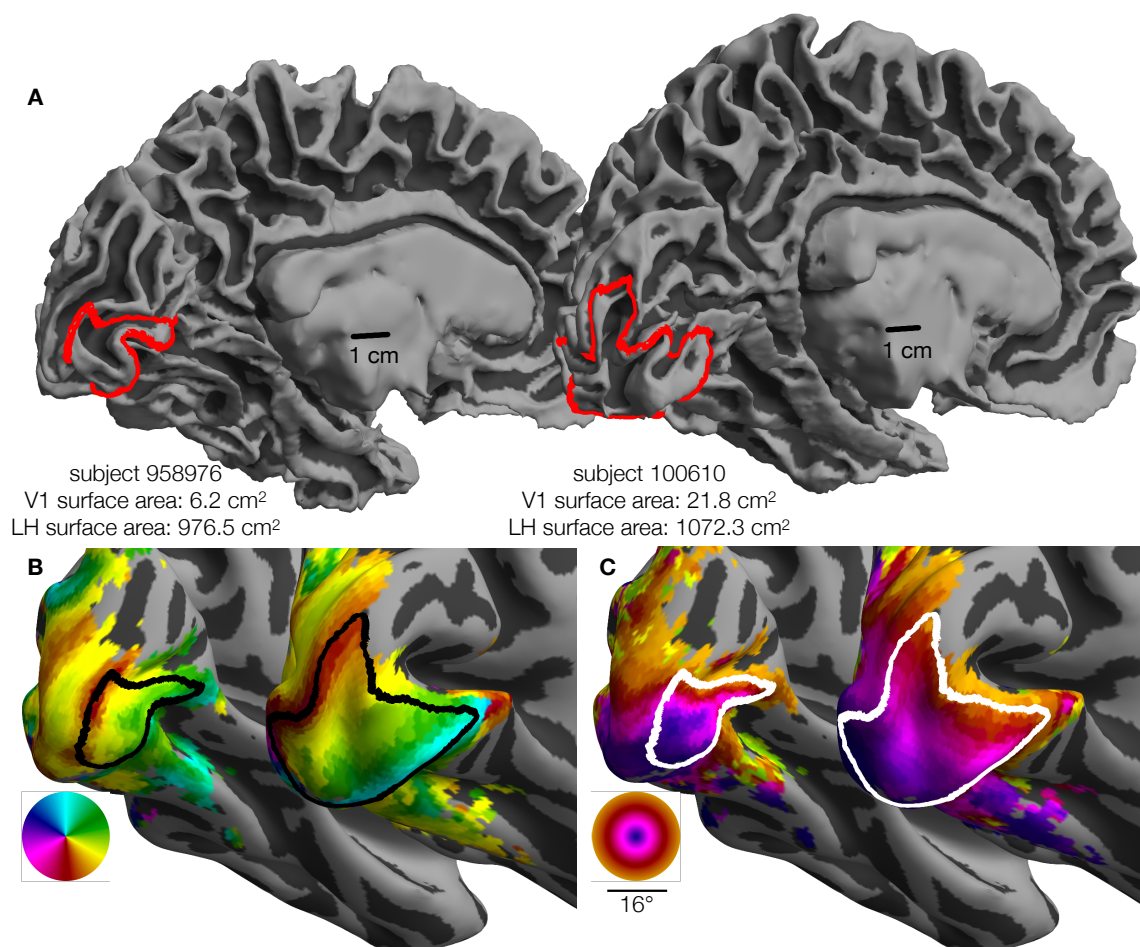 A
1 cm
1 cm
subject 958976
V1 surface area: 6.2 cm²
LH surface area: 976.5 cm²
subject 100610
V1 surface area: 21.8 cm²
LH surface area: 1072.3 cm²
B
C
16°